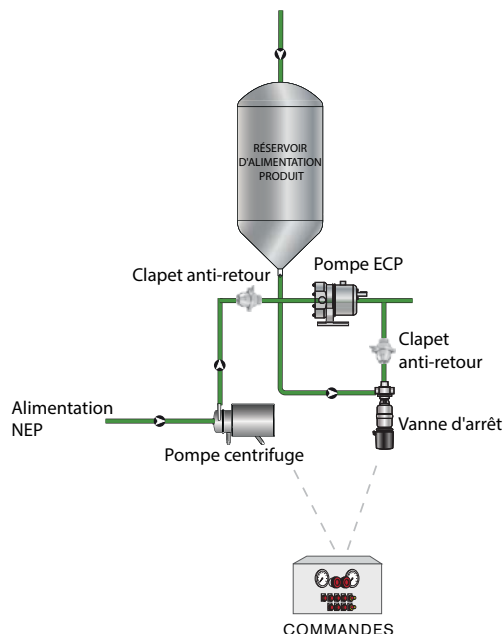 RÉSERVOIR
D'ALIMENTATION
PRODUIT
Clapet anti-retour
Pompe ECP
Clapet
anti-retour
Alimentation
NEP
Vanne d'arrêt
Pompe centrifuge
COMMANDES